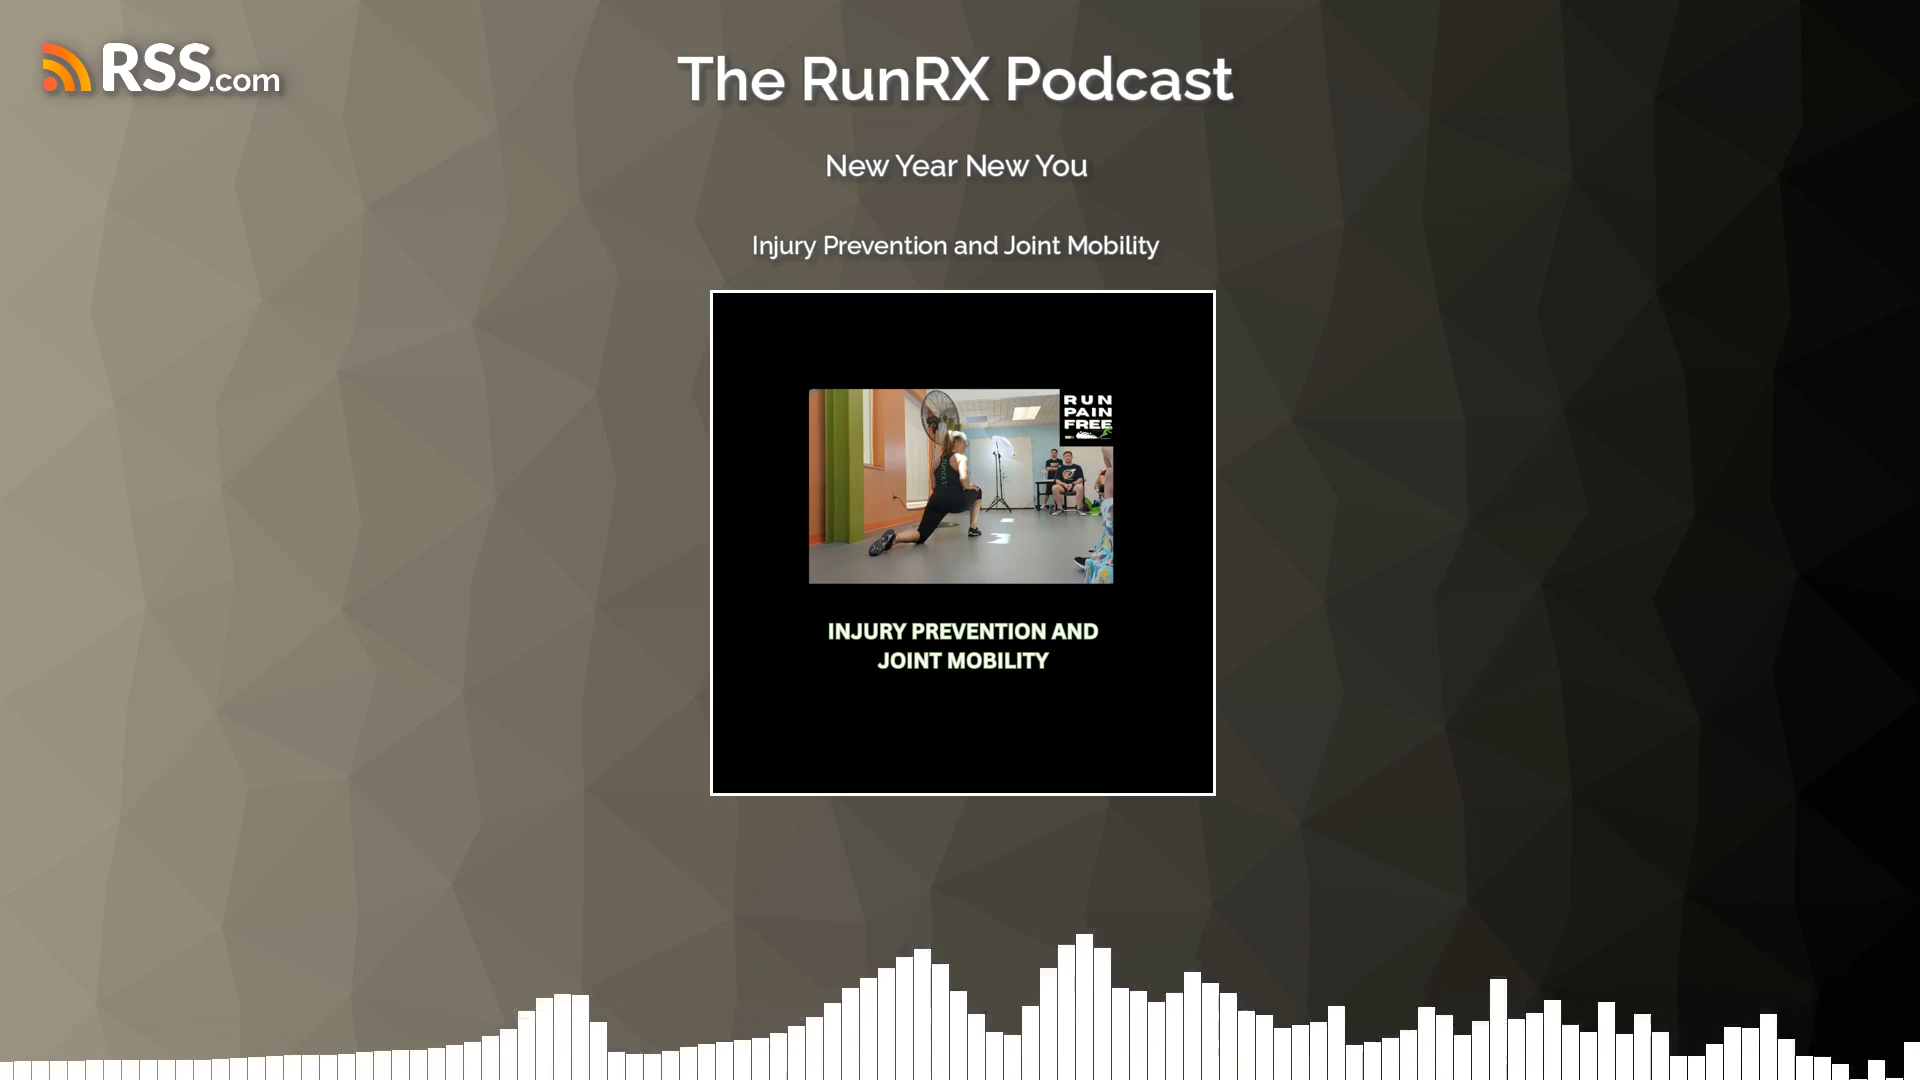 RSS.com
The RunRX Podcast
New Year New You
Injury Prevention and Joint Mobility
RUN
PAIN
FREE
INJURY PREVENTION AND
JOINT MOBILITY